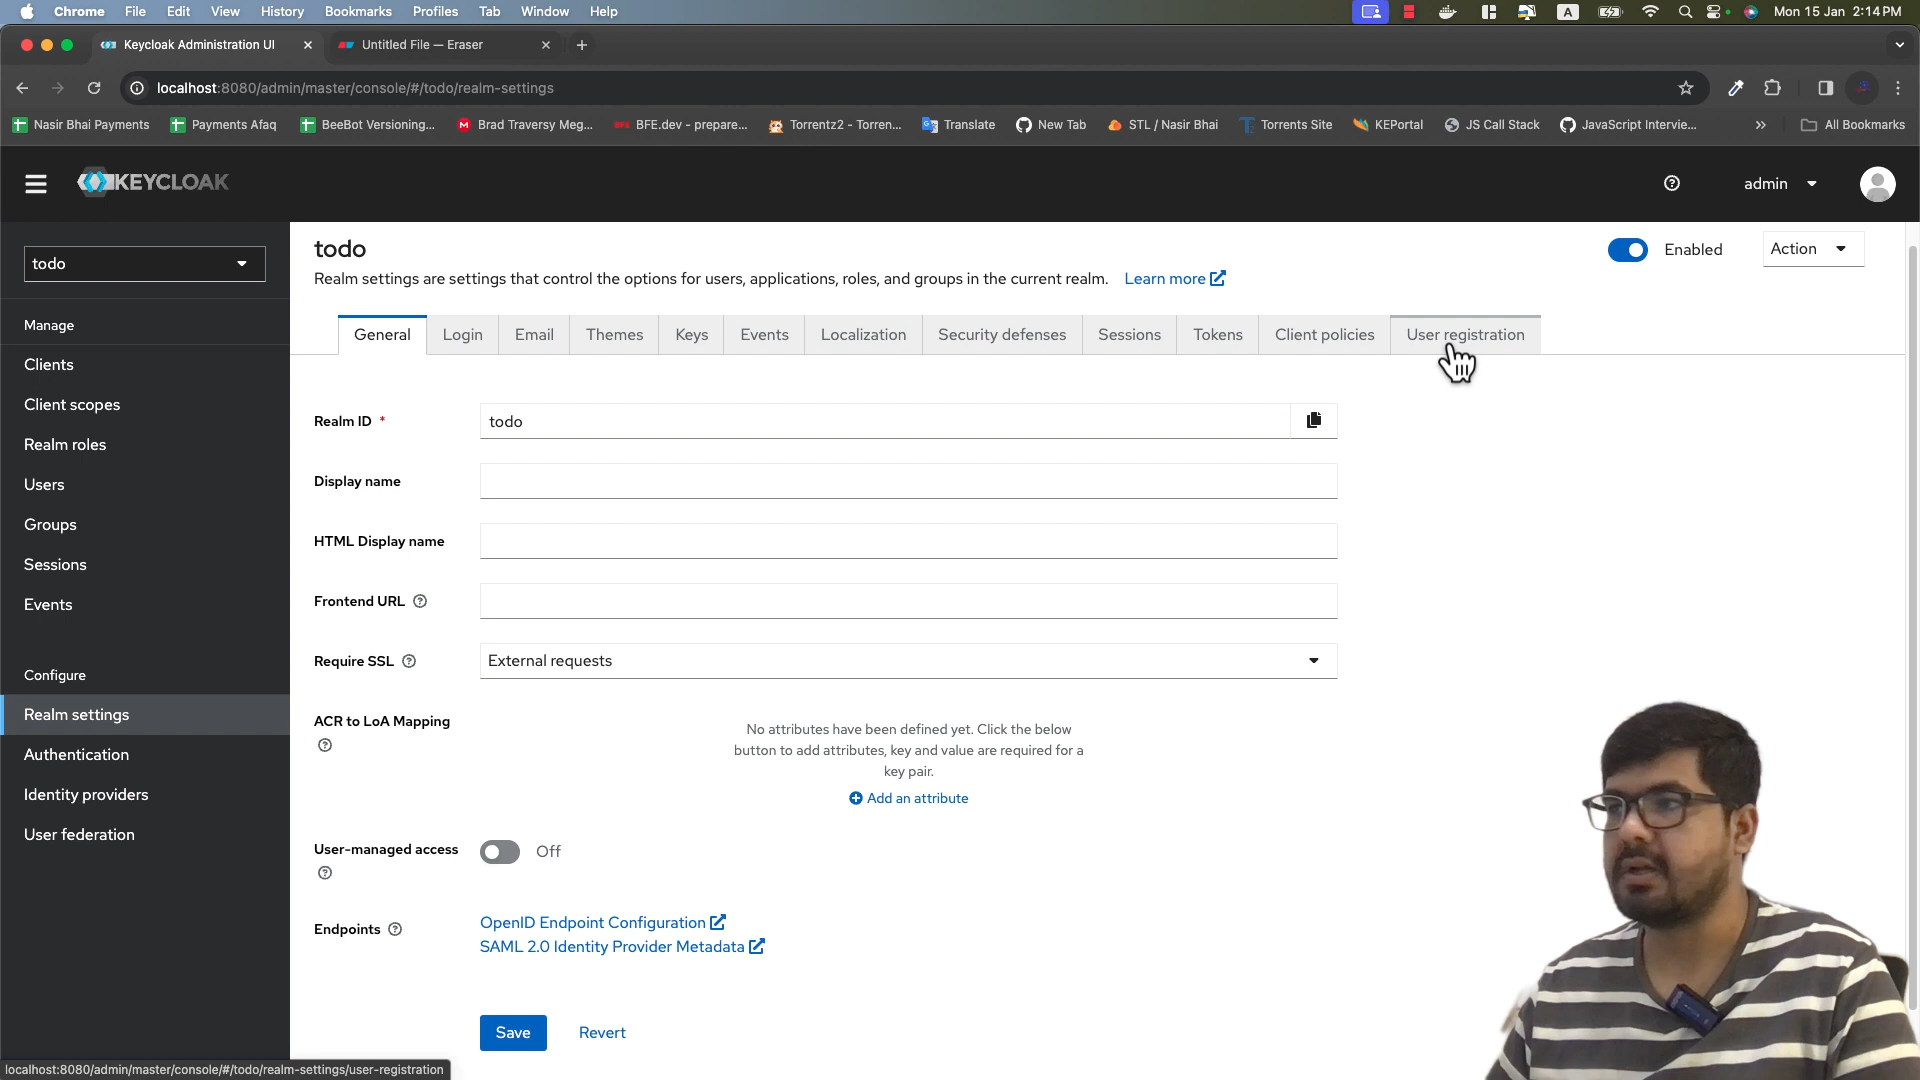 Chrome File Edit View History Bookmarks Profiles Tab Window Help
A
Mon 15 Jan 2:14 PM
Keycloak Administration UI
Untitled File — Eraser
localhost:8080/admin/master/console/#/todo/realm-settings
Nasir Bhai Payments
Payments Afaq
BeeBot Versioning...
Brad Traversy Meg...
BFE.dev - prepare...
Torrentz2 - Torren...
Translate
New Tab
STL / Nasir Bhai
Torrents Site
KEPortal
JS Call Stack
JavaScript Intervie...
»
All Bookmarks
KEYCLOAK
admin
todo
Manage
Clients
Client scopes
Realm roles
Users
Groups
Sessions
Events
Configure
Realm settings
Authentication
Identity providers
User federation
todo
Enabled
Action
Realm settings are settings that control the options for users, applications, roles, and groups in the current realm. Learn more
General Login Email Themes Keys Events Localization Security defenses Sessions Tokens Client policies User registration
Realm ID * todo
Display name
HTML Display name
Frontend URL
Require SSL External requests
ACR to LoA Mapping
No attributes have been defined yet. Click the below
button to add attributes, key and value are required for a
key pair.
Add an attribute
User-managed access Off
Endpoints
OpenID Endpoint Configuration
SAML 2.0 Identity Provider Metadata
Save Revert
localhost:8080/admin/master/console/#/todo/realm-settings/user-registration